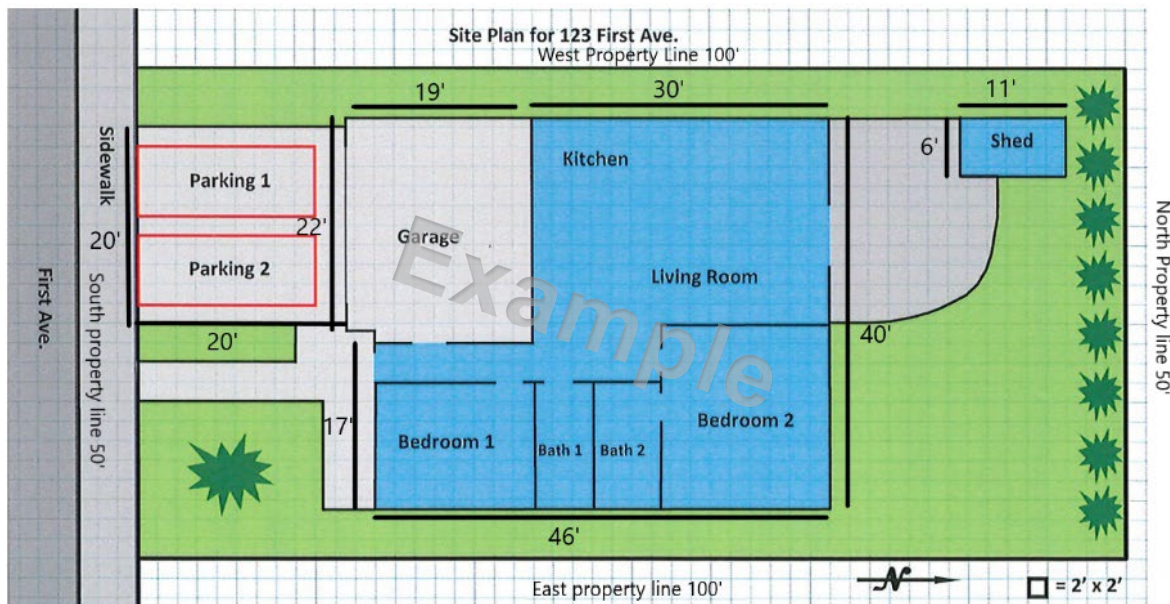 Site Plan for 123 First Ave.
West Property Line 100'
19'
30'
11'
Kitchen
6'
Shed
Sidewalk
Parking 1
20'
22'
Garage
Parking 2
Living Room
Example
First Ave.
South property line 50'
North Property line 50'
20'
40'
17'
Bedroom 1
Bath 1
Bath 2
Bedroom 2
46'
East property line 100'
N
= 2' x 2'